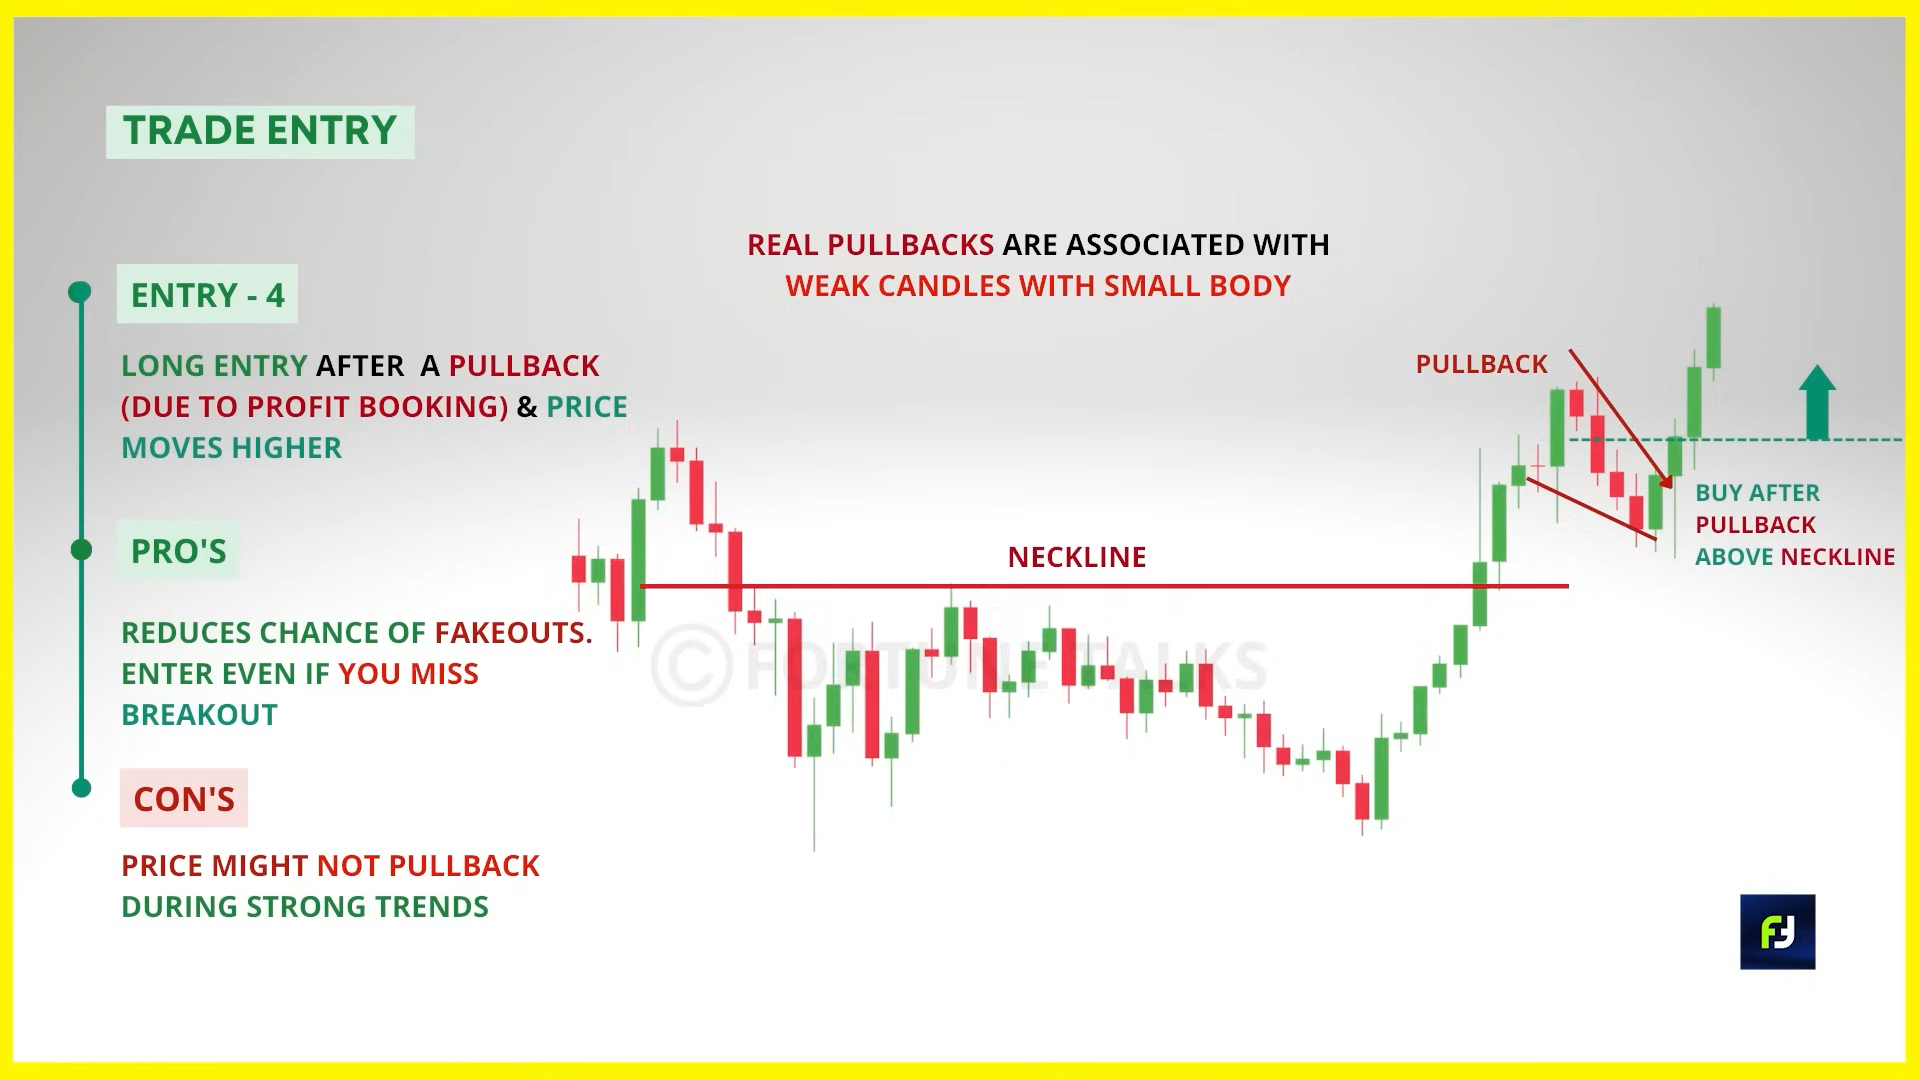 TRADE ENTRY
REAL PULLBACKS ARE ASSOCIATED WITH
WEAK CANDLES WITH SMALL BODY
ENTRY - 4
LONG ENTRY AFTER A PULLBACK
(DUE TO PROFIT BOOKING) & PRICE
MOVES HIGHER
PRO'S
REDUCES CHANCE OF FAKEOUTS.
ENTER EVEN IF YOU MISS
BREAKOUT
CON'S
PRICE MIGHT NOT PULLBACK
DURING STRONG TRENDS
PULLBACK
BUY AFTER
PULLBACK
ABOVE NECKLINE
NECKLINE
© FORTUNE TALKS